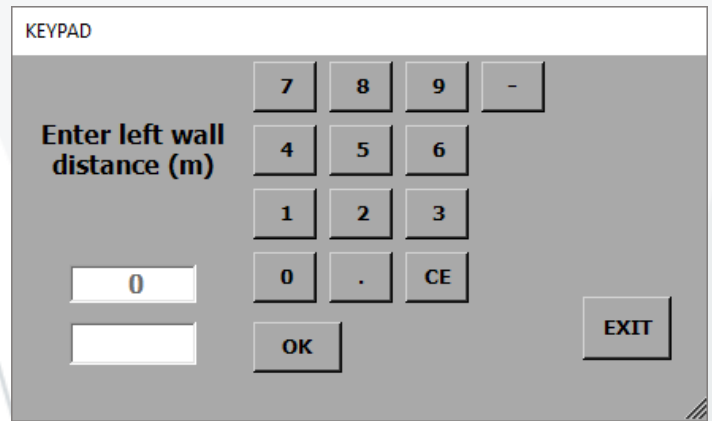 KEYPAD
7 8 9 -
Enter left wall
distance (m)
4 5 6
1 2 3
0
0 . CE
EXIT
OK